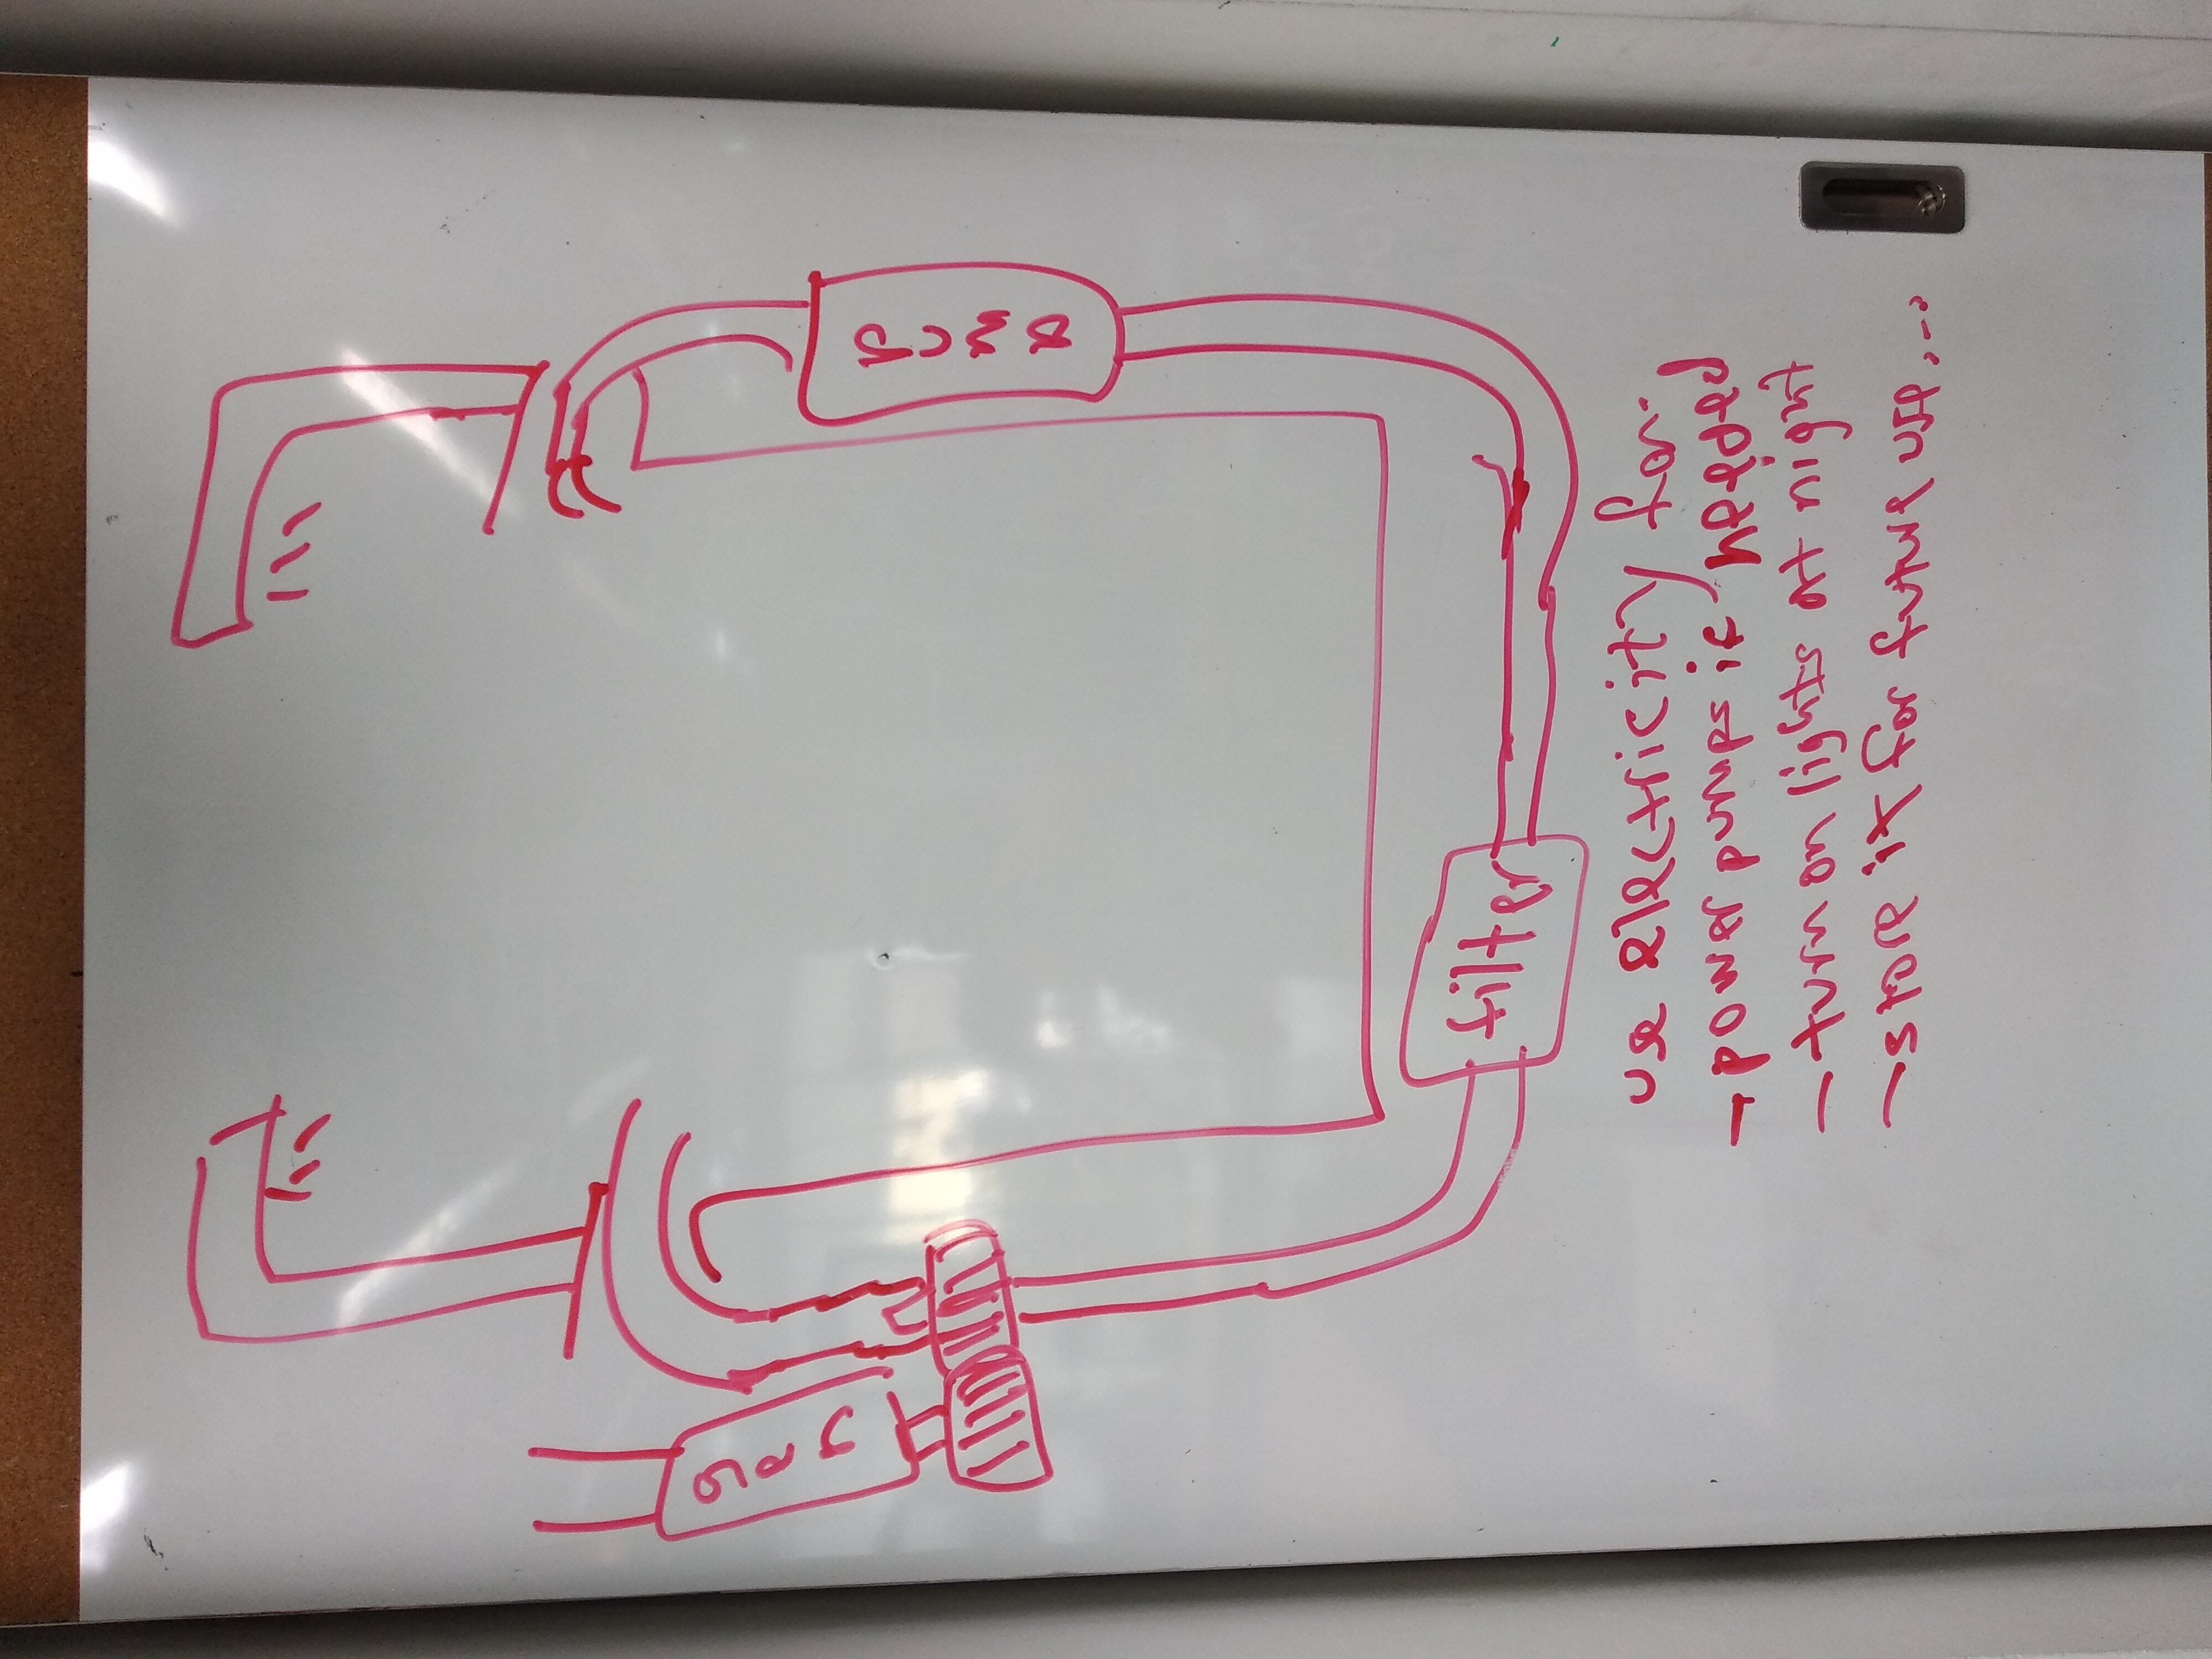 Gen
Pump
filter
use electricity for
- power pumps if needed
- turn on lights at night
- store it for future use...